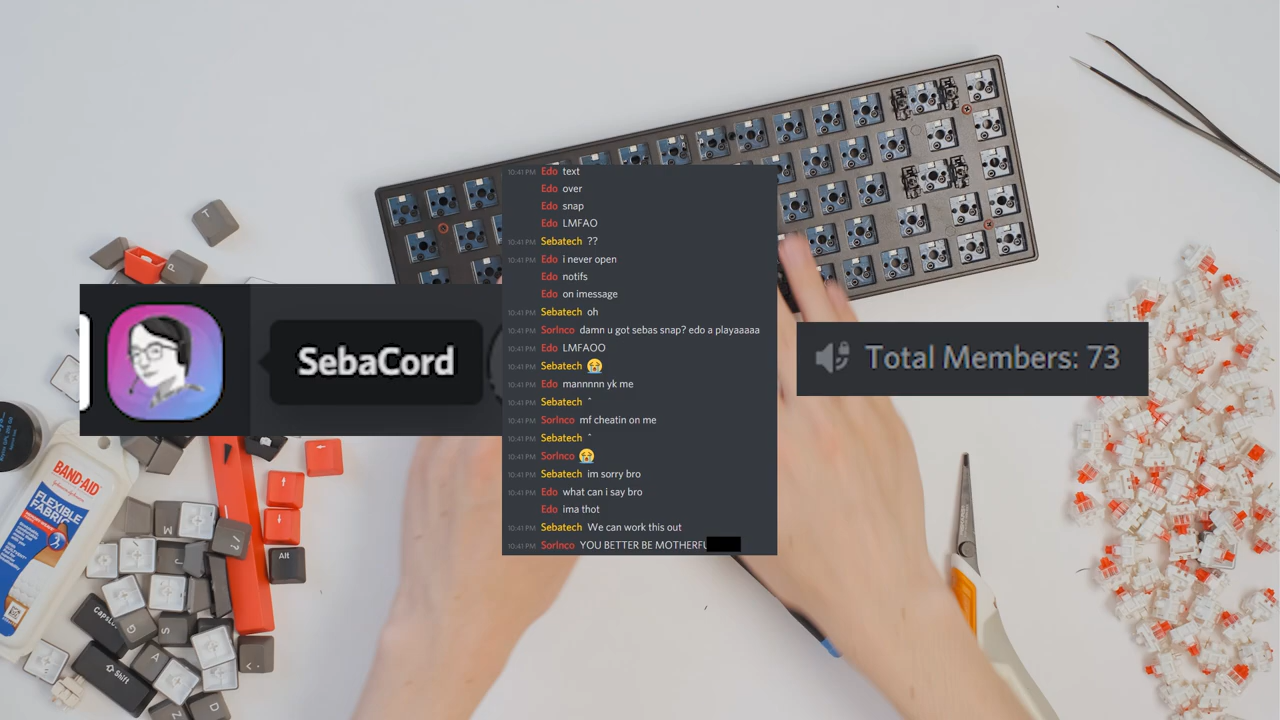 SebaCord
10:41 PM Edo text
Edo over
Edo snap
Edo LMFAO
10:41 PM Sebatech ??
10:41 PM Edo i never open
Edo notifs
Edo on imessage
10:41 PM Sebatech oh
10:41 PM SorInco damn u got sebas snap? edo a playaaaaa
10:41 PM Edo LMFAOO
10:41 PM Sebatech 😭
10:41 PM Edo mannnnn yk me
10:41 PM Sebatech ^
10:41 PM SorInco mf cheatin on me
10:41 PM Sebatech ^
10:41 PM SorInco 😭
10:41 PM Sebatech im sorry bro
10:41 PM Edo what can i say bro
Edo ima thot
10:41 PM Sebatech We can work this out
10:41 PM SorInco YOU BETTER BE MOTHERFU
Total Members: 73
BAND-AID
Johnson & Johnson
FLEXIBLE
FABRIC
T
P
M
J
? /
Alt
CapsLock
G
S
A
Shift
Z
D
< ,